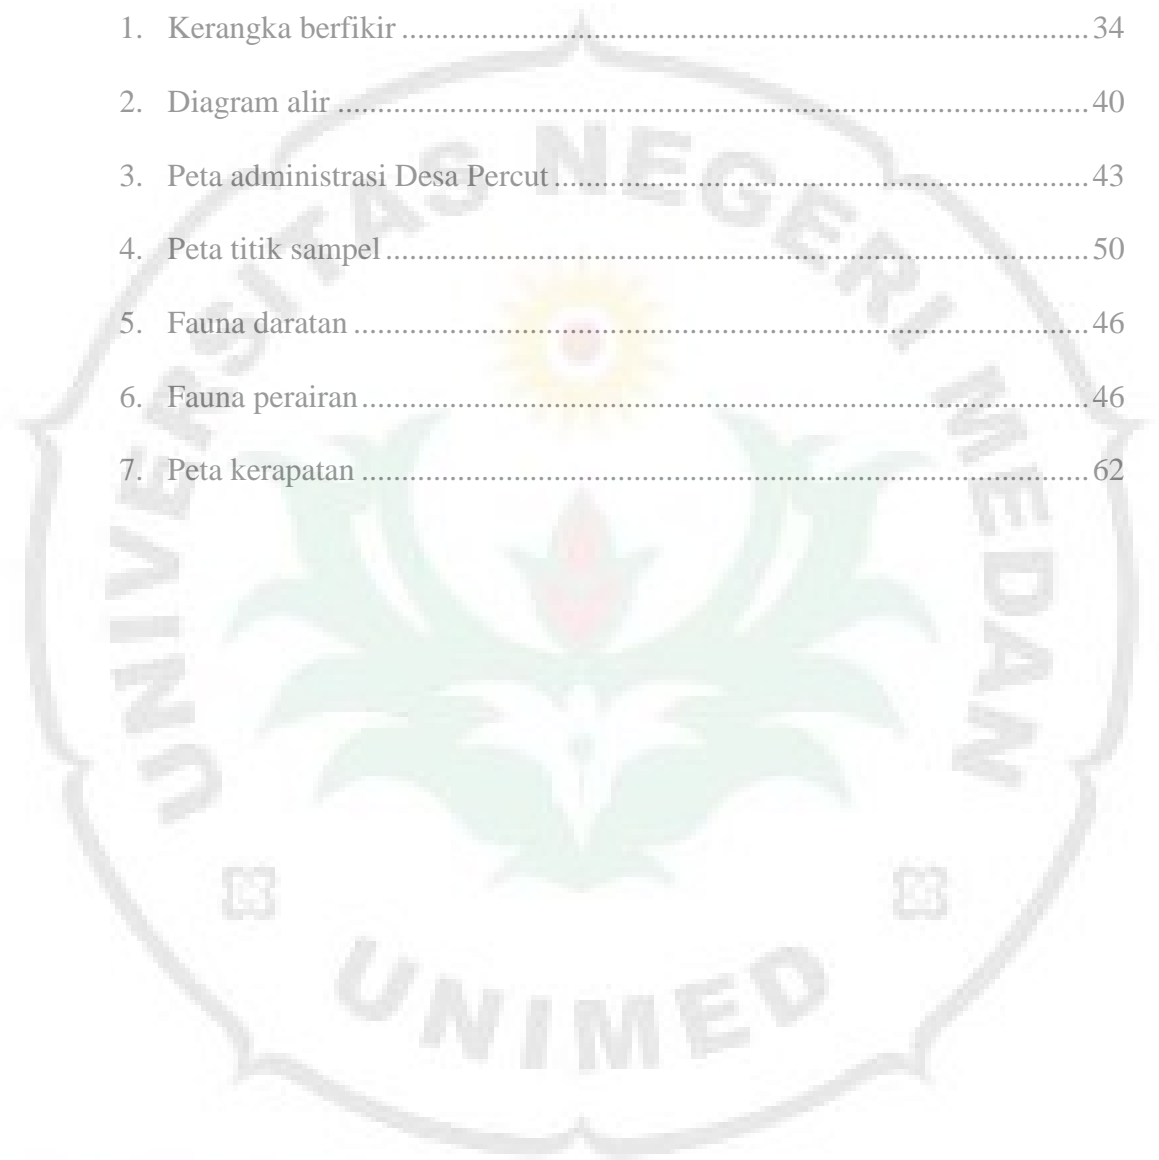 1. Kerangka berfikir ........ 34
2. Diagram alir ........ 40
3. Peta administrasi Desa Percut ........ 43
4. Peta titik sampel ........ 50
5. Fauna daratan ........ 46
6. Fauna perairan ........ 46
7. Peta kerapatan ........ 62
UNIVERSITAS NEGERI MEDAN
UNIMED